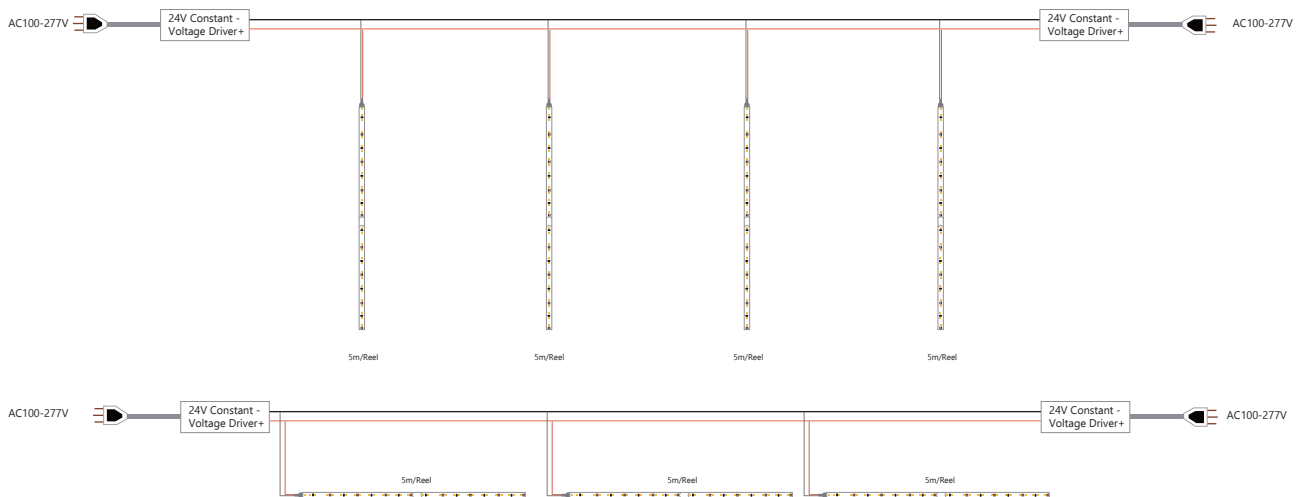 AC100-277V
24V Constant -
Voltage Driver+
24V Constant -
Voltage Driver+
AC100-277V
5m/Reel
5m/Reel
5m/Reel
5m/Reel
AC100-277V
24V Constant -
Voltage Driver+
24V Constant -
Voltage Driver+
AC100-277V
5m/Reel
5m/Reel
5m/Reel